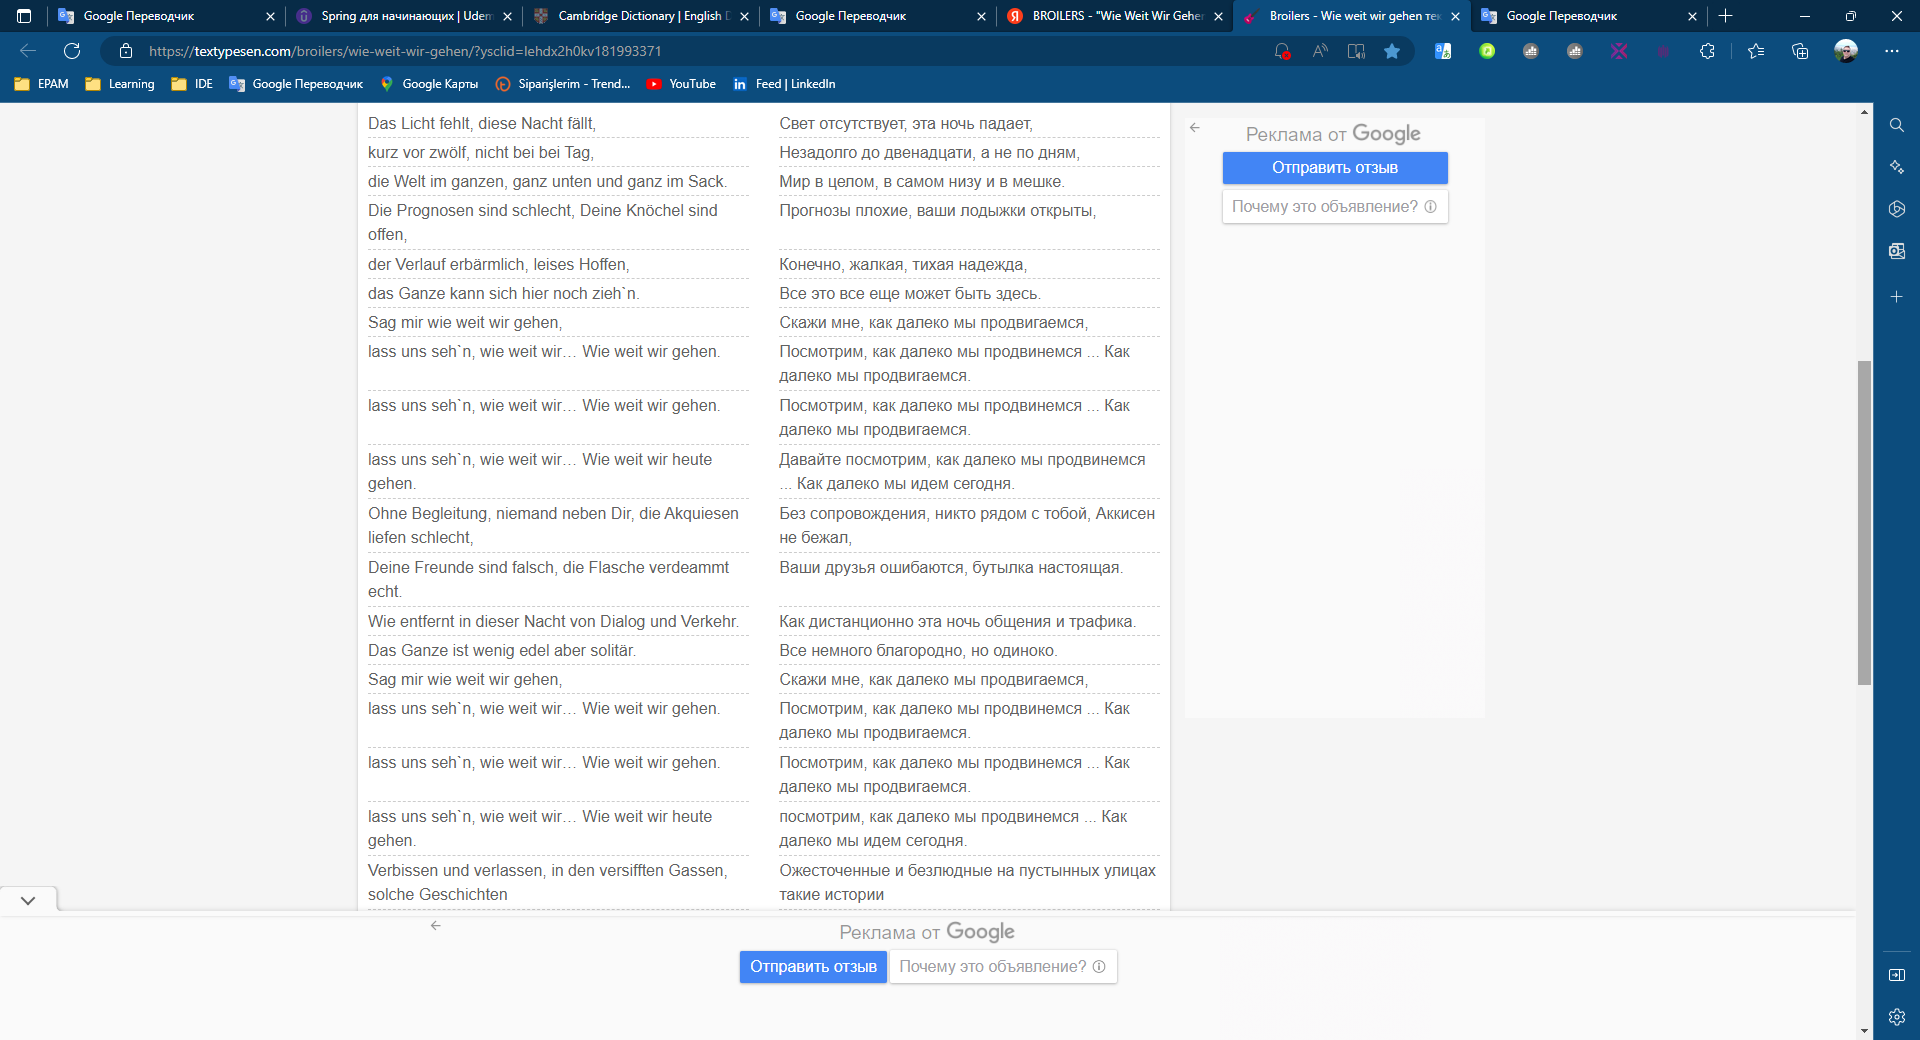 Google Переводчик
Spring для начинающих | Udem
Cambridge Dictionary | English D
Google Переводчик
BROILERS - "Wie Weit Wir Gehen
Broilers - Wie weit wir gehen тек
Google Переводчик
https://textypesen.com/broilers/wie-weit-wir-gehen/?ysclid=lehdx2h0kv181993371
EPAM
Learning
IDE
Google Переводчик
Google Карты
Siparişlerim - Trend...
YouTube
Feed | LinkedIn
Das Licht fehlt, diese Nacht fällt,
Свет отсутствует, эта ночь падает,
kurz vor zwölf, nicht bei bei Tag,
Незадолго до двенадцати, а не по дням,
die Welt im ganzen, ganz unten und ganz im Sack.
Мир в целом, в самом низу и в мешке.
Die Prognosen sind schlecht, Deine Knöchel sind
offen,
Прогнозы плохие, ваши лодыжки открыты,
der Verlauf erbärmlich, leises Hoffen,
Конечно, жалкая, тихая надежда,
das Ganze kann sich hier noch zieh`n.
Все это все еще может быть здесь.
Sag mir wie weit wir gehen,
Скажи мне, как далеко мы продвигаемся,
lass uns seh`n, wie weit wir… Wie weit wir gehen.
Посмотрим, как далеко мы продвинемся ... Как
далеко мы продвигаемся.
lass uns seh`n, wie weit wir… Wie weit wir gehen.
Посмотрим, как далеко мы продвинемся ... Как
далеко мы продвигаемся.
lass uns seh`n, wie weit wir… Wie weit wir heute
gehen.
Давайте посмотрим, как далеко мы продвинемся
... Как далеко мы идем сегодня.
Ohne Begleitung, niemand neben Dir, die Akquiesen
liefen schlecht,
Без сопровождения, никто рядом с тобой, Аккисен
не бежал,
Deine Freunde sind falsch, die Flasche verdeammt
echt.
Ваши друзья ошибаются, бутылка настоящая.
Wie entfernt in dieser Nacht von Dialog und Verkehr.
Как дистанционно эта ночь общения и трафика.
Das Ganze ist wenig edel aber solitär.
Все немного благородно, но одиноко.
Sag mir wie weit wir gehen,
Скажи мне, как далеко мы продвигаемся,
lass uns seh`n, wie weit wir… Wie weit wir gehen.
Посмотрим, как далеко мы продвинемся ... Как
далеко мы продвигаемся.
lass uns seh`n, wie weit wir… Wie weit wir gehen.
Посмотрим, как далеко мы продвинемся ... Как
далеко мы продвигаемся.
lass uns seh`n, wie weit wir… Wie weit wir heute
gehen.
посмотрим, как далеко мы продвинемся ... Как
далеко мы идем сегодня.
Verbissen und verlassen, in den versifften Gassen,
solche Geschichten
Ожесточенные и безлюдные на пустынных улицах
такие истории
Реклама от Google
Отправить отзыв
Почему это объявление?
Реклама от Google
Отправить отзыв
Почему это объявление?